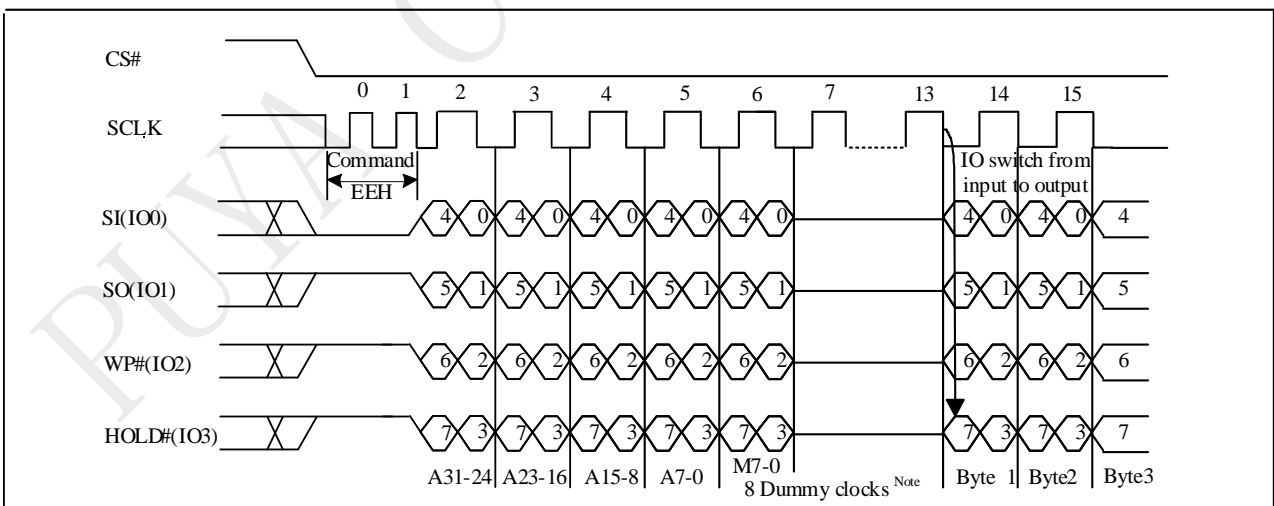 PUYA
CS#
0 1 2 3 4 5 6 7 13 14 15
SCLK
Command
EEH
IO switch from
input to output
SI(IO0)
4 0 4 0 4 0 4 0 4 0 4 0 4 0 4
SO(IO1)
5 1 5 1 5 1 5 1 5 1 5 1 5 1 5
WP#(IO2)
6 2 6 2 6 2 6 2 6 2 6 2 6 2 6
HOLD#(IO3)
7 3 7 3 7 3 7 3 7 3 7 3 7 3 7
A31-24 A23-16 A15-8 A7-0 M7-0
8 Dummy clocks Note
Byte 1 Byte2 Byte3